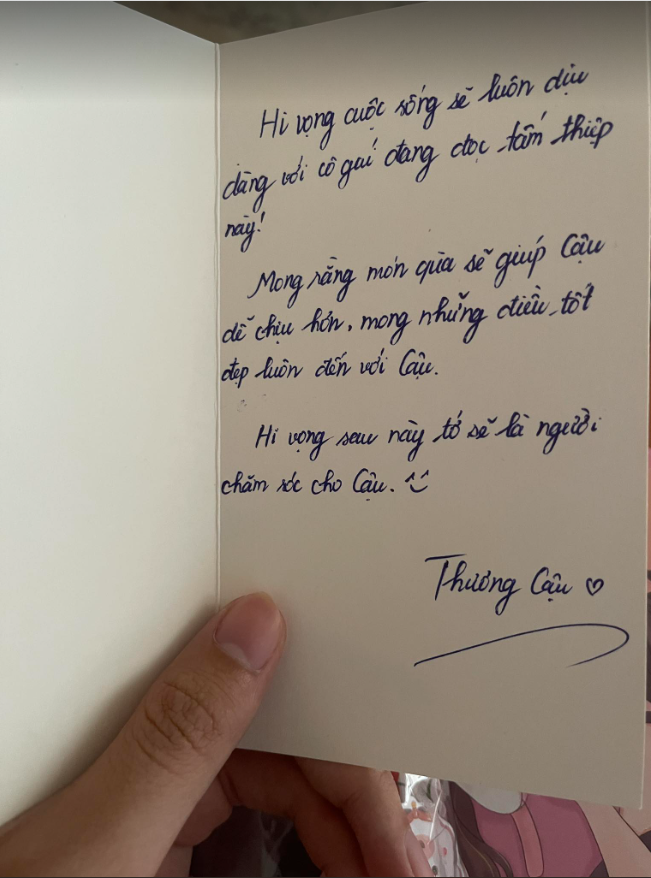 Hi vọng cuộc sống sẽ luôn dịu
dàng với cô gái đang đọc tấm thiệp
này!
Mong rằng món qùa sẽ giúp Cậu
dễ chịu hơn, mong những điều tốt
đẹp luôn đến với Cậu.
Hi vọng sau này tớ sẽ là người
chăm sóc cho Cậu. ^^
Thương Cậu ♡